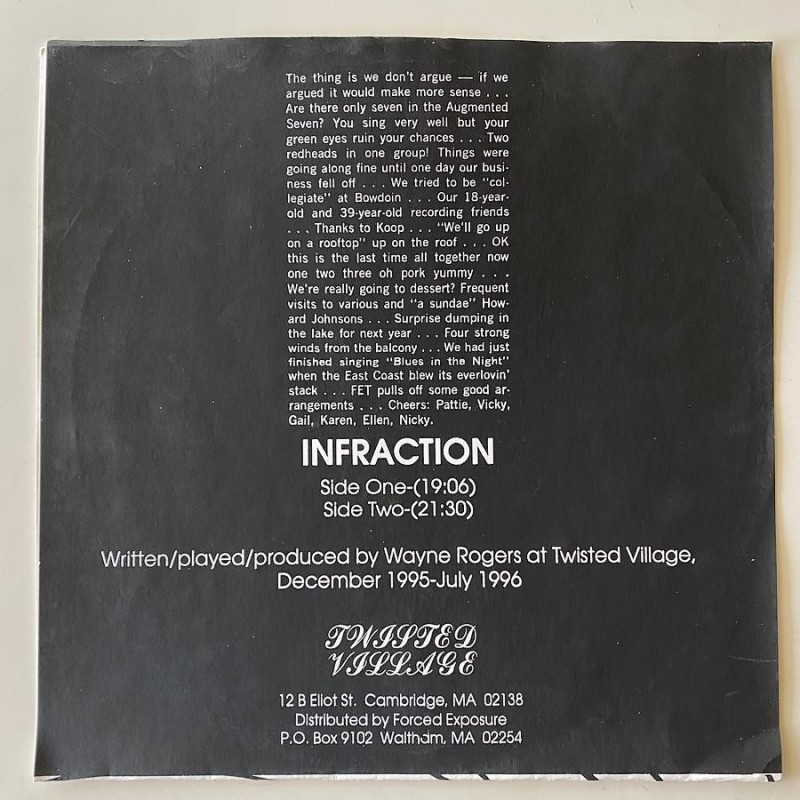 The thing is we don't argue — if we
argued it would make more sense . . .
Are there only seven in the Augmented
Seven? You sing very well but your
green eyes ruin your chances . . . Two
redheads in one group! Things were
going along fine until one day our busi-
ness fell off . . . We tried to be "col-
legiate" at Bowdoin . . . Our 18-year-
old and 39-year-old recording friends
. . . Thanks to Koop . . . "We'll go up
on a rooftop" up on the roof . . . OK
this is the last time all together now
one two three oh pork yummy . . .
We're really going to dessert? Frequent
visits to various and "a sundae" How-
ard Johnsons . . . Surprise dumping in
the lake for next year . . . Four strong
winds from the balcony . . . We had just
finished singing "Blues in the Night"
when the East Coast blew its everlovin'
stack . . . FET pulls off some good ar-
rangements . . . Cheers: Pattie, Vicky,
Gail, Karen, Ellen, Nicky.
INFRACTION
Side One-(19:06)
Side Two-(21:30)
Written/played/produced by Wayne Rogers at Twisted Village,
December 1995-July 1996
TWISTED
VILLAGE
12 B Eliot St. Cambridge, MA 02138
Distributed by Forced Exposure
P.O. Box 9102 Waltham, MA 02254